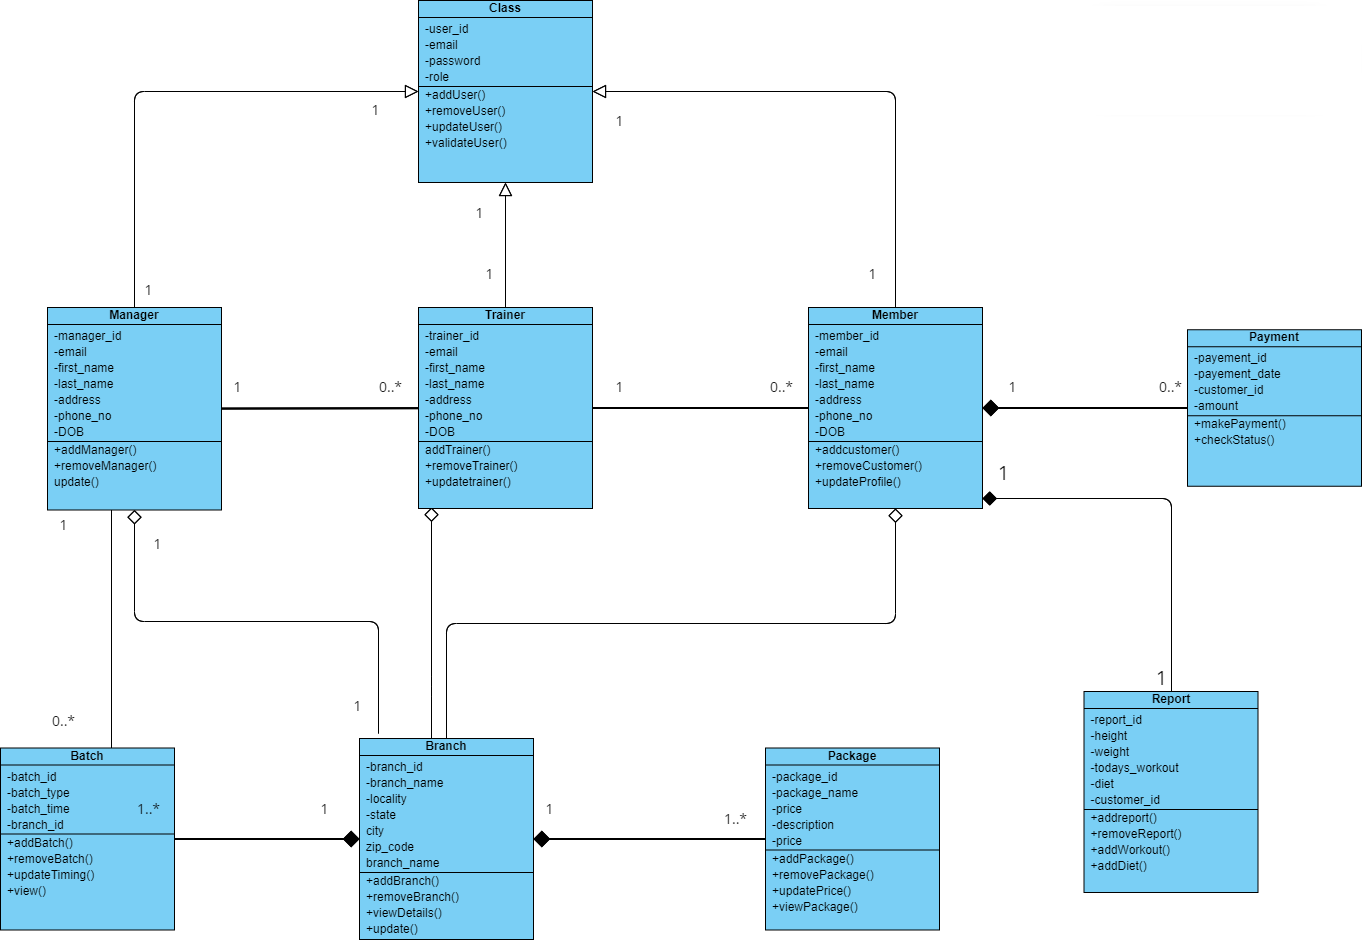 Class
-user_id
-email
-password
-role
+addUser()
+removeUser()
+updateUser()
+validateUser()
1
1
1
1
1
1
Manager
-manager_id
-email
-first_name
-last_name
-address
-phone_no
-DOB
+addManager()
+removeManager()
update()
1
0..*
Trainer
-trainer_id
-email
-first_name
-last_name
-address
-phone_no
-DOB
addTrainer()
+removeTrainer()
+updatetrainer()
1
0..*
Member
-member_id
-email
-first_name
-last_name
-address
-phone_no
-DOB
+addcustomer()
+removeCustomer()
+updateProfile()
1
0..*
Payment
-payement_id
-payement_date
-customer_id
-amount
+makePayment()
+checkStatus()
1
1
1
1
0..*
1
Batch
-batch_id
-batch_type
-batch_time
-branch_id
+addBatch()
+removeBatch()
+updateTiming()
+view()
1..*
1
Branch
-branch_id
-branch_name
-locality
-state
city
zip_code
branch_name
+addBranch()
+removeBranch()
+viewDetails()
+update()
1
1..*
Package
-package_id
-package_name
-price
-description
-price
+addPackage()
+removePackage()
+updatePrice()
+viewPackage()
Report
-report_id
-height
-weight
-todays_workout
-diet
-customer_id
+addreport()
+removeReport()
+addWorkout()
+addDiet()